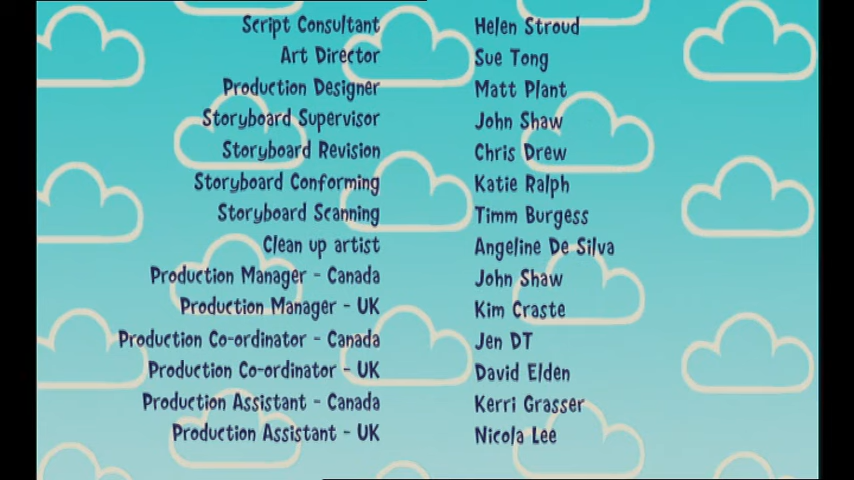 Script Consultant Helen Stroud
Art Director Sue Tong
Production Designer Matt Plant
Storyboard Supervisor John Shaw
Storyboard Revision Chris Drew
Storyboard Conforming Katie Ralph
Storyboard Scanning Timm Burgess
Clean up artist Angeline De Silva
Production Manager - Canada John Shaw
Production Manager - UK Kim Craste
Production Co-ordinator - Canada Jen DT
Production Co-ordinator - UK David Elden
Production Assistant - Canada Kerri Grasser
Production Assistant - UK Nicola Lee